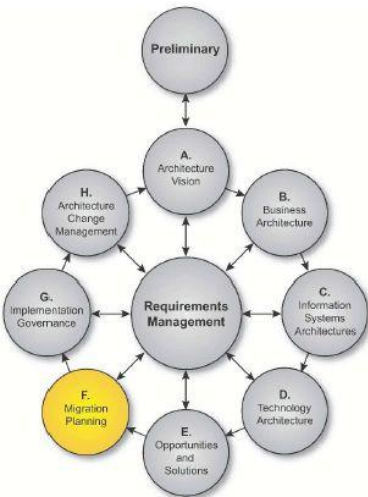 Preliminary
A.
Architecture
Vision
B.
Business
Architecture
C.
Information
Systems
Architectures
D.
Technology
Architecture
E.
Opportunities
and
Solutions
F.
Migration
Planning
G.
Implementation
Governance
H.
Architecture
Change
Management
Requirements
Management